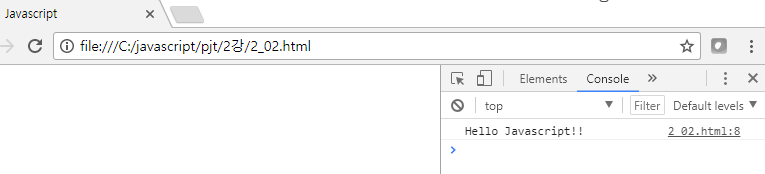 Javascript
file:///C:/javascript/pjt/2강/2_02.html
Elements Console
top Filter Default levels
Hello Javascript!! 2_02.html:8